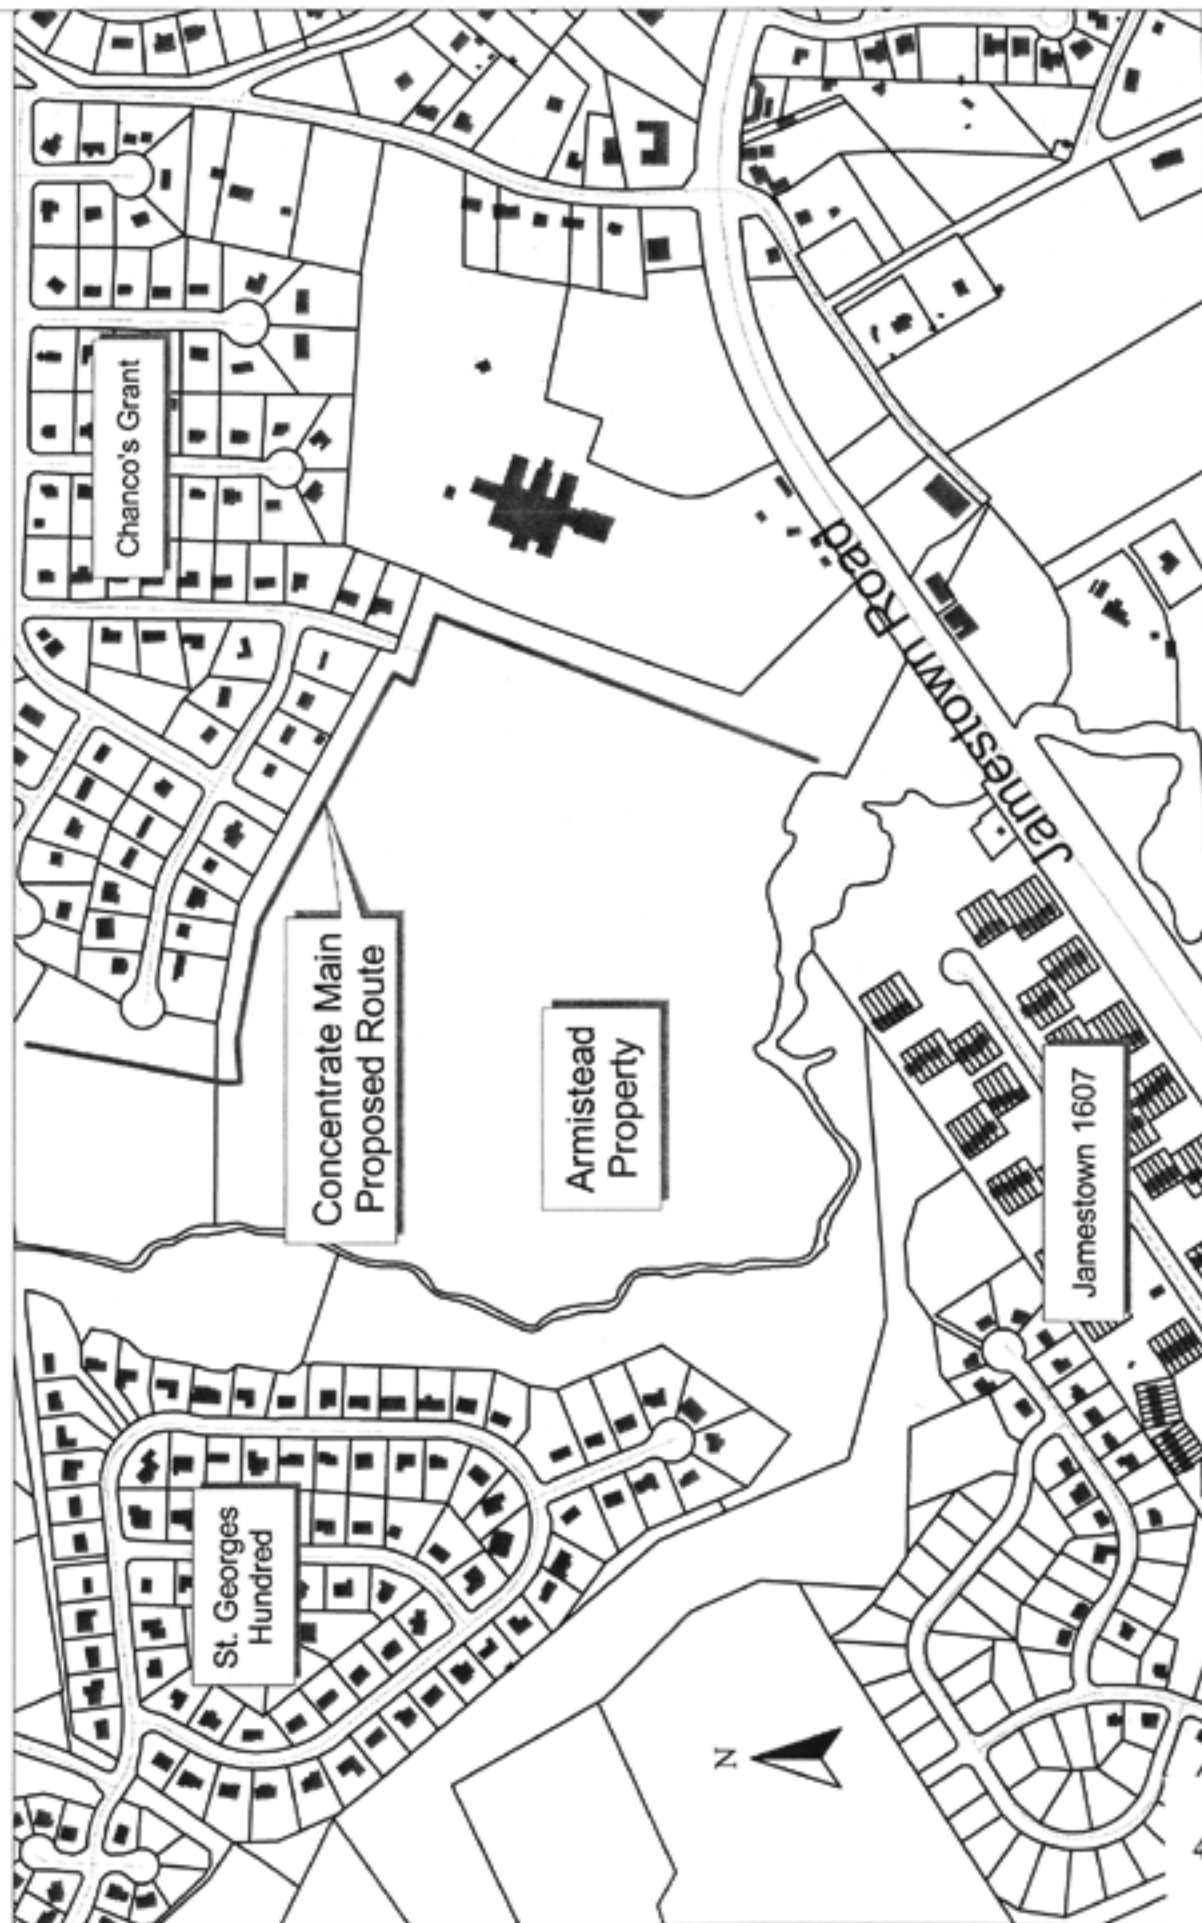 Chanco's Grant
Jamestown Road
Concentrate Main
Proposed Route
Armistead
Property
Jamestown 1607
St. Georges
Hundred
N